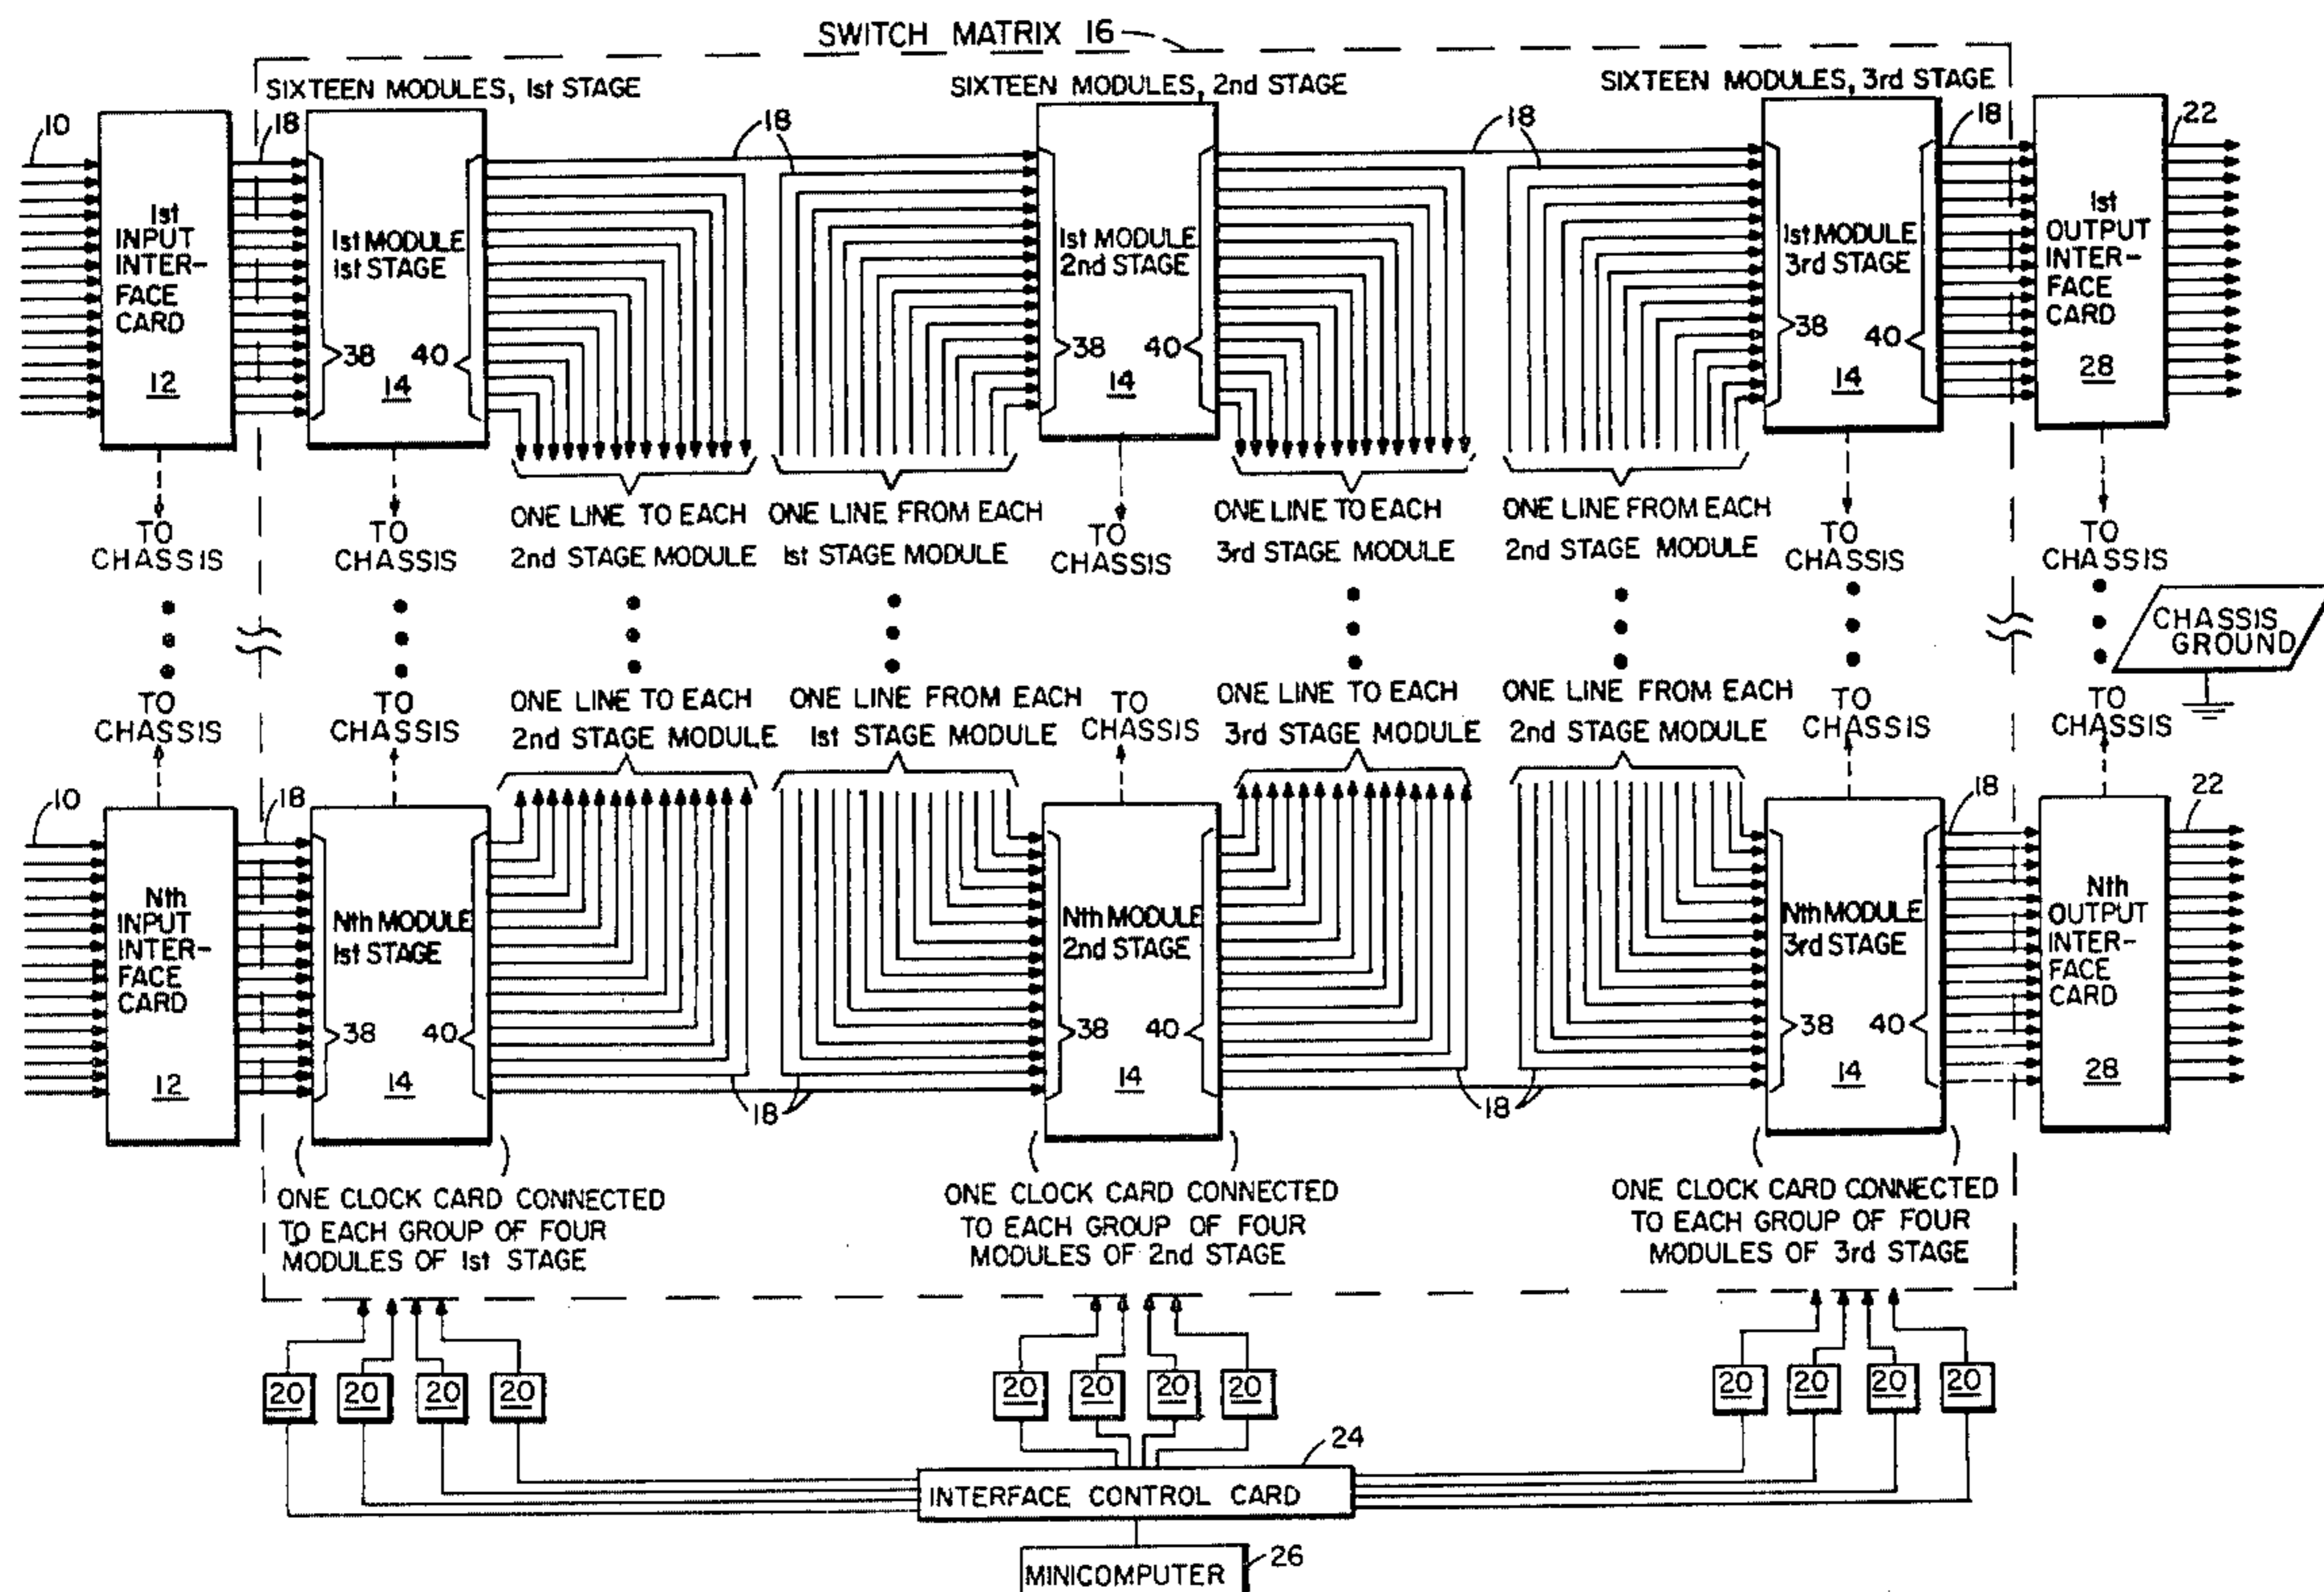 SWITCH MATRIX 16
SIXTEEN MODULES, 1st STAGE
SIXTEEN MODULES, 2nd STAGE
SIXTEEN MODULES, 3rd STAGE
10
18
18
18
18
22
1st
INPUT
INTER-
FACE
CARD
12
1st MODULE
1st STAGE
38
40
14
1st MODULE
2nd STAGE
38
40
14
1st MODULE
3rd STAGE
38
40
14
1st
OUTPUT
INTER-
FACE
CARD
28
TO
CHASSIS
TO
CHASSIS
ONE LINE TO EACH
2nd STAGE MODULE
ONE LINE FROM EACH
1st STAGE MODULE
TO
CHASSIS
ONE LINE TO EACH
3rd STAGE MODULE
ONE LINE FROM EACH
2nd STAGE MODULE
TO
CHASSIS
TO
CHASSIS
CHASSIS
GROUND
TO
CHASSIS
TO
CHASSIS
ONE LINE TO EACH
2nd STAGE MODULE
ONE LINE FROM EACH
1st STAGE MODULE
TO
CHASSIS
ONE LINE TO EACH
3rd STAGE MODULE
ONE LINE FROM EACH
2nd STAGE MODULE
TO
CHASSIS
TO
CHASSIS
10
18
18
22
Nth
INPUT
INTER-
FACE
CARD
12
Nth MODULE
1st STAGE
38
40
14
18
Nth MODULE
2nd STAGE
38
40
14
18
Nth MODULE
3rd STAGE
38
40
14
Nth
OUTPUT
INTER-
FACE
CARD
28
ONE CLOCK CARD CONNECTED
TO EACH GROUP OF FOUR
MODULES OF 1st STAGE
ONE CLOCK CARD CONNECTED
TO EACH GROUP OF FOUR
MODULES OF 2nd STAGE
ONE CLOCK CARD CONNECTED
TO EACH GROUP OF FOUR
MODULES OF 3rd STAGE
20
20
20
20
20
20
20
20
20
20
20
20
24
INTERFACE CONTROL CARD
26
MINICOMPUTER